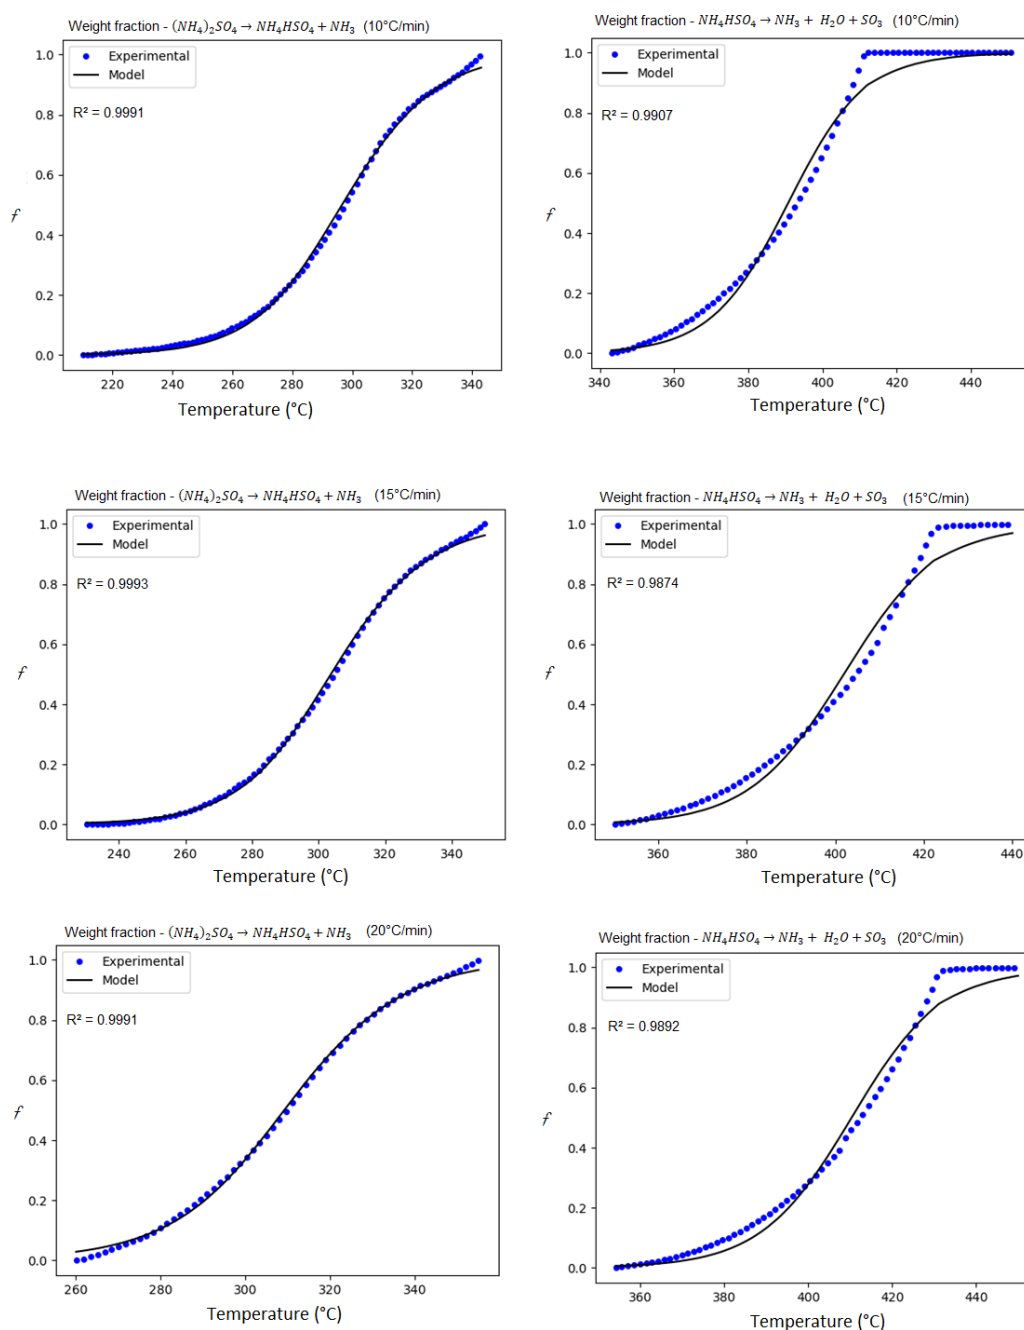 Weight fraction - (NH₄)₂SO₄ → NH₄HSO₄ + NH₃ (10°C/min)
Experimental
Model
R² = 0.9991
1.0
0.8
0.6
0.4
0.2
0.0
f
220 240 260 280 300 320 340
Temperature (°C)
Weight fraction - NH₄HSO₄ → NH₃ + H₂O + SO₃ (10°C/min)
Experimental
Model
R² = 0.9907
1.0
0.8
0.6
0.4
0.2
0.0
f
340 360 380 400 420 440
Temperature (°C)
Weight fraction - (NH₄)₂SO₄ → NH₄HSO₄ + NH₃ (15°C/min)
Experimental
Model
R² = 0.9993
1.0
0.8
0.6
0.4
0.2
0.0
f
240 260 280 300 320 340
Temperature (°C)
Weight fraction - NH₄HSO₄ → NH₃ + H₂O + SO₃ (15°C/min)
Experimental
Model
R² = 0.9874
1.0
0.8
0.6
0.4
0.2
0.0
f
360 380 400 420 440
Temperature (°C)
Weight fraction - (NH₄)₂SO₄ → NH₄HSO₄ + NH₃ (20°C/min)
Experimental
Model
R² = 0.9991
1.0
0.8
0.6
0.4
0.2
0.0
f
260 280 300 320 340
Temperature (°C)
Weight fraction - NH₄HSO₄ → NH₃ + H₂O + SO₃ (20°C/min)
Experimental
Model
R² = 0.9892
1.0
0.8
0.6
0.4
0.2
0.0
f
360 380 400 420 440
Temperature (°C)